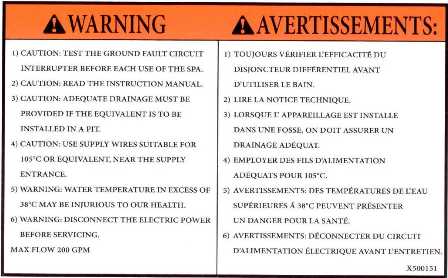 WARNING
1) CAUTION: TEST THE GROUND FAULT CIRCUIT
INTERRUPTER BEFORE EACH USE OF THE SPA.
2) CAUTION: READ THE INSTRUCTION MANUAL.
3) CAUTION: ADEQUATE DRAINAGE MUST BE
PROVIDED IF THE EQUIVALENT IS TO BE
INSTALLED IN A PIT.
4) CAUTION: USE SUPPLY WIRES SUITABLE FOR
105°C OR EQUIVALENT, NEAR THE SUPPLY
ENTRANCE.
5) WARNING: WATER TEMPERATURE IN EXCESS OF
38°C MAY BE INJURIOUS TO OUR HEALTH.
6) WARNING: DISCONNECT THE ELECTRIC POWER
BEFORE SERVICING.
MAX FLOW 200 GPM
AVERTISSEMENTS:
1) TOUJOURS VÉRIFIER L'EFFICACITÉ DU
DISJONCTEUR DIFFÉRENTIEL AVANT
D'UTILISER LE BAIN.
2) LIRE LA NOTICE TECHNIQUE.
3) LORSQUE L'APPAREILLAGE EST INSTALLE
DANS UNE FOSSE, ON DOIT ASSURER UN
DRAINAGE ADÉQUAT.
4) EMPLOYER DES FILS D'ALIMENTATION
ADÉQUATS POUR 105°C.
5) AVERTISSEMENTS: DES TEMPÉRATURES DE L'EAU
SUPÉRIEURES À 38°C PEUVENT PRÉSENTER
UN DANGER POUR LA SANTÉ.
6) AVERTISSEMENTS: DÉCONNECTER DU CIRCUIT
D'ALIMENTATION ÉLECTRIQUE AVANT L'ENTRETIEN.
X500151